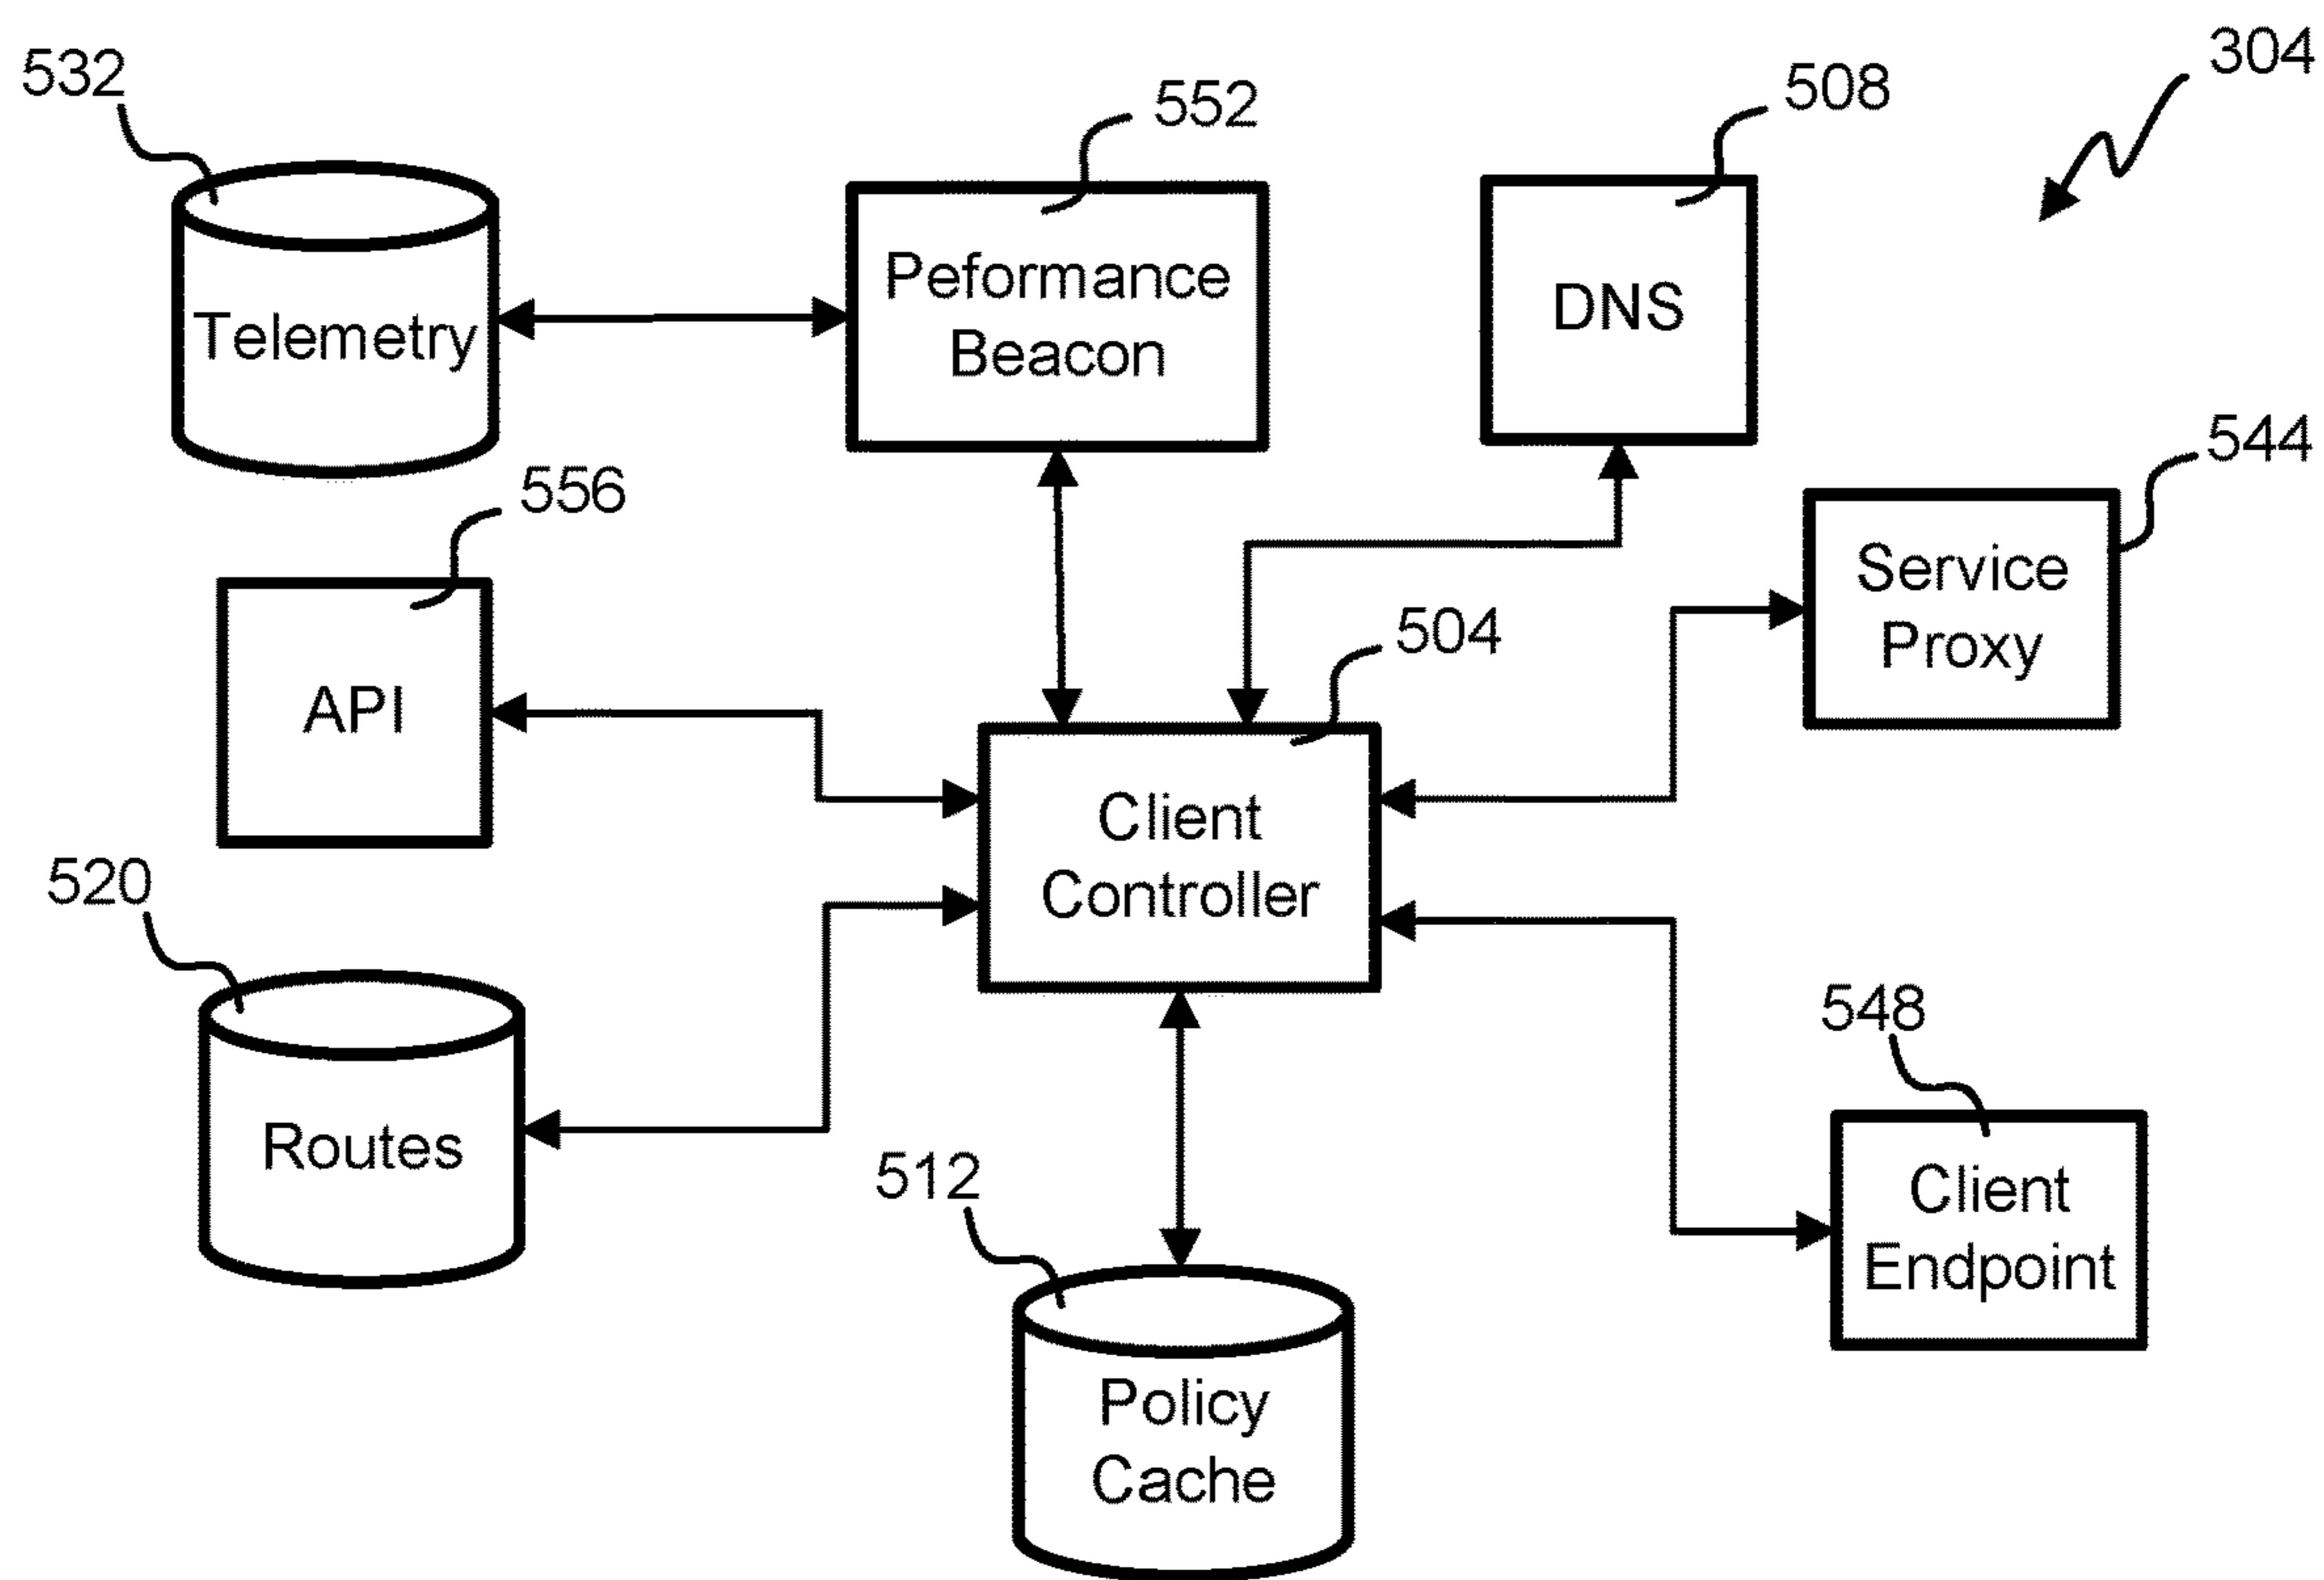 304
532
552
508
Peformance
Beacon
DNS
Telemetry
544
556
Service
Proxy
504
API
Client
Controller
520
548
Routes
512
Client
Endpoint
Policy
Cache